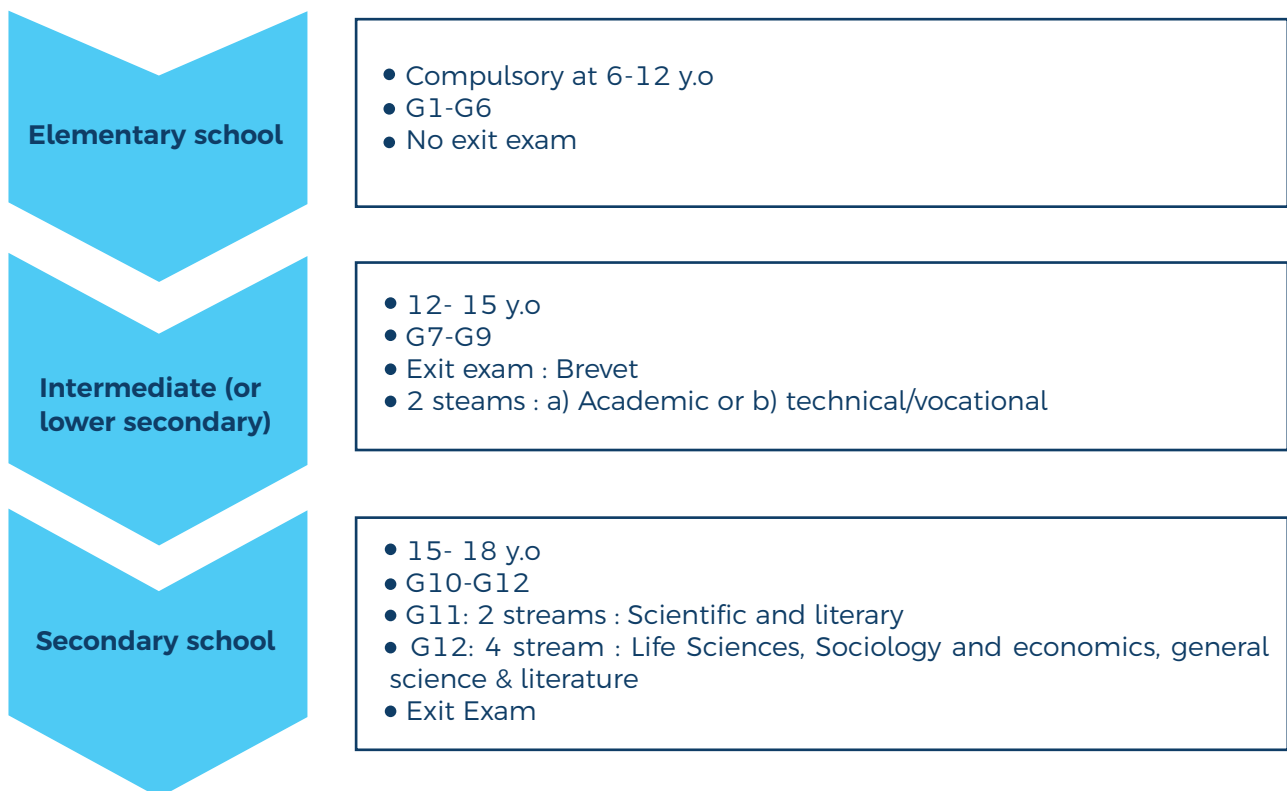 Elementary school
• Compulsory at 6-12 y.o
• G1-G6
• No exit exam
Intermediate (or
lower secondary)
• 12- 15 y.o
• G7-G9
• Exit exam : Brevet
• 2 steams : a) Academic or b) technical/vocational
Secondary school
• 15- 18 y.o
• G10-G12
• G11: 2 streams : Scientific and literary
• G12: 4 stream : Life Sciences, Sociology and economics, general
science & literature
• Exit Exam